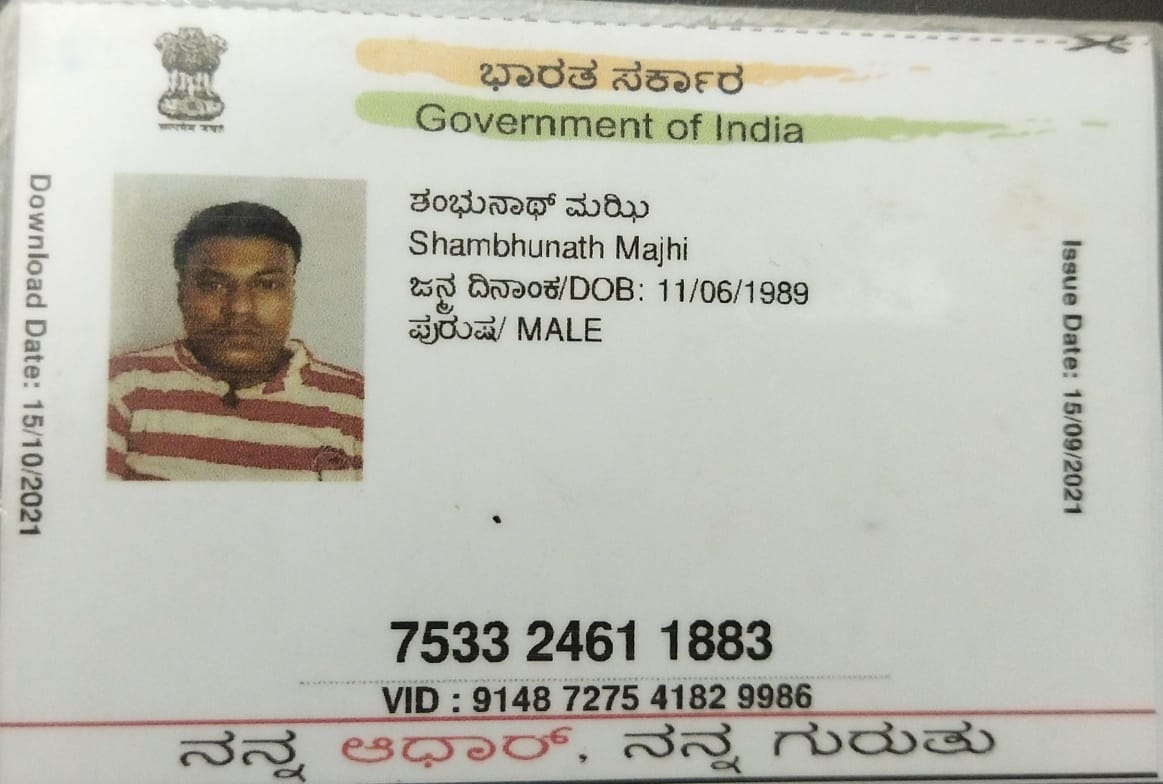 ಭಾರತ ಸರ್ಕಾರ
Government of India
ಶಂಭುನಾಥ್ ಮಝಿ
Shambhunath Majhi
ಜನ್ಮ ದಿನಾಂಕ/DOB: 11/06/1989
ಪುರುಷ/ MALE
Download Date: 15/10/2021
Issue Date: 15/09/2021
7533 2461 1883
VID : 9148 7275 4182 9986
ನನ್ನ ಆಧಾರ್, ನನ್ನ ಗುರುತು